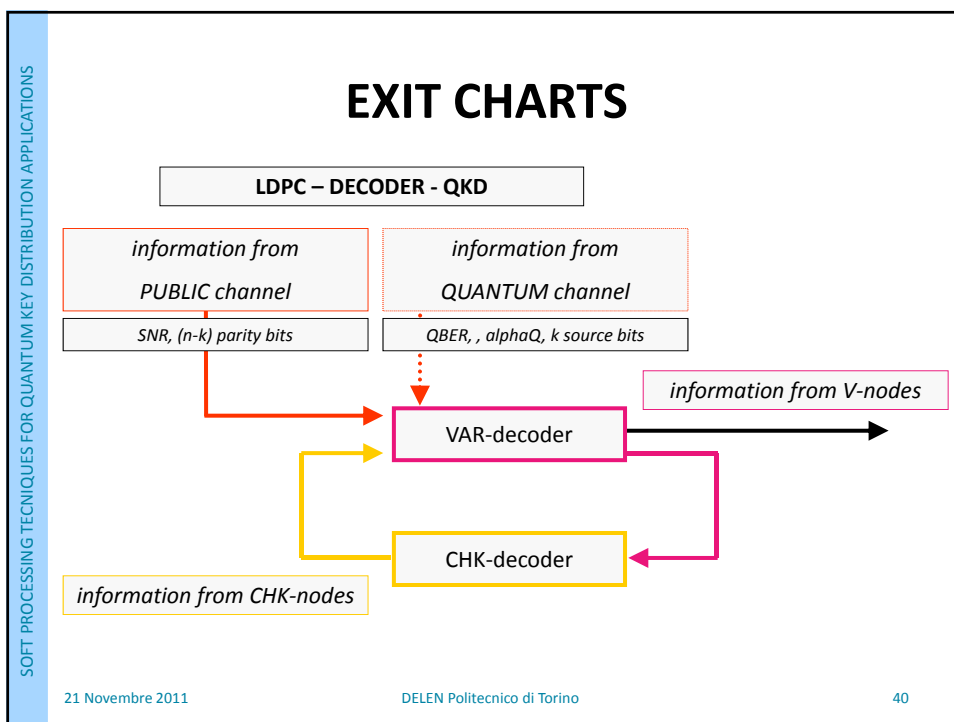 SOFT PROCESSING TECNIQUES FOR QUANTUM KEY DISTRIBUTION APPLICATIONS
EXIT CHARTS
LDPC – DECODER - QKD
information from
PUBLIC channel
SNR, (n-k) parity bits
information from
QUANTUM channel
QBER, , alphaQ, k source bits
information from V-nodes
VAR-decoder
CHK-decoder
information from CHK-nodes
21 Novembre 2011
DELEN Politecnico di Torino
40